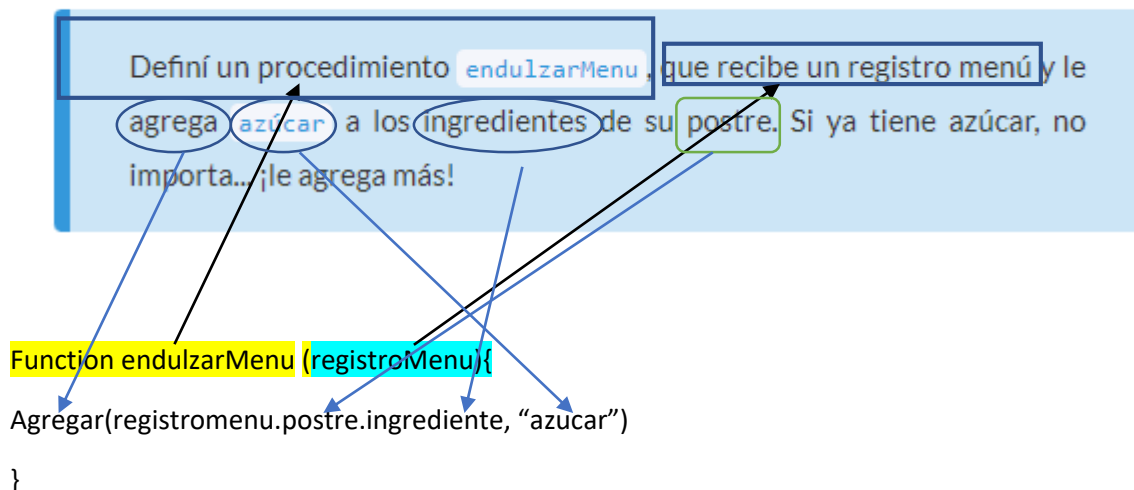 Definí un procedimiento endulzarMenu, que recibe un registro menú y le
agrega azúcar a los ingredientes de su postre. Si ya tiene azúcar, no
importa... ¡le agrega más!
Function endulzarMenu (registroMenu){
Agregar(registromenu.postre.ingrediente, “azucar”)
}